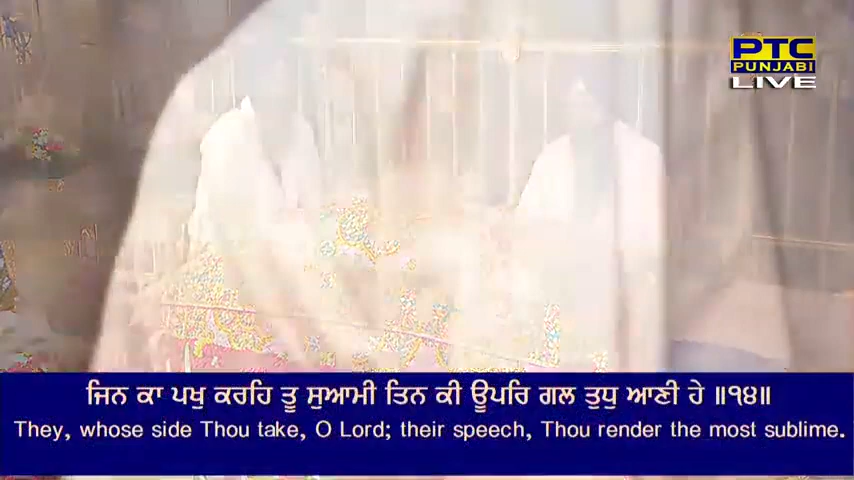 PTC
PUNJABI
LIVE
ਜਿਨ ਕਾ ਪਖੁ ਕਰਹਿ ਤੂ ਸੁਆਮੀ ਤਿਨ ਕੀ ਊਪਰਿ ਗਲ ਤੁਧੁ ਆਣੀ ਹੇ ॥੧੪॥
They, whose side Thou take, O Lord; their speech, Thou render the most sublime.